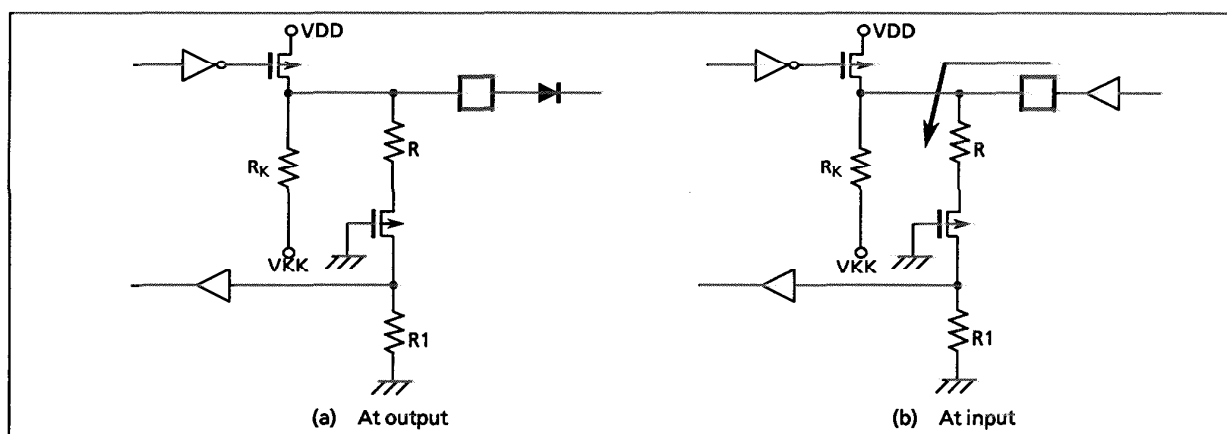 VDD
R
RK
VKK
R1
(a) At output
VDD
R
RK
VKK
R1
(b) At input